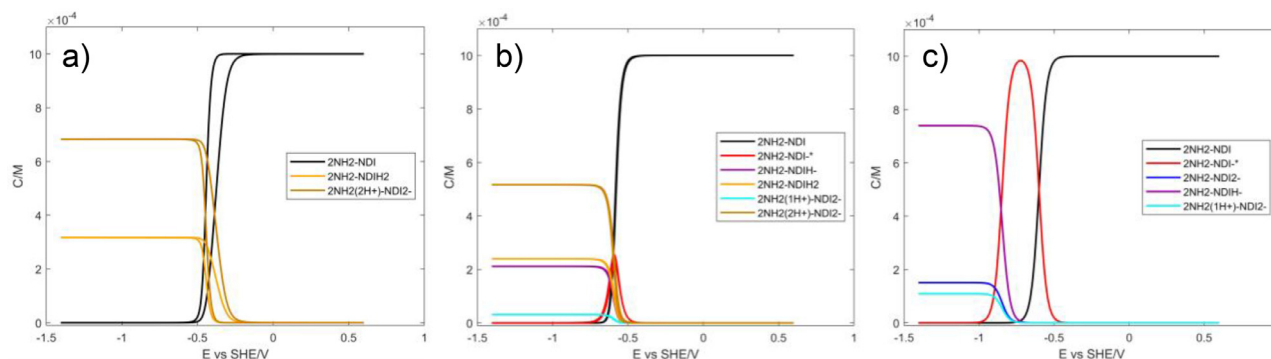 ×10-4
a)
10
8
6
4
2
0
C/M
2NH2-NDI
2NH2-NDIH2
2NH2(2H+)-NDI2-
-1.5 -1 -0.5 0 0.5 1
E vs SHE/V
×10-4
b)
10
8
6
4
2
0
C/M
2NH2-NDI
2NH2-NDI-*
2NH2-NDIH-
2NH2-NDIH2
2NH2(1H+)-NDI2-
2NH2(2H+)-NDI2-
-1.5 -1 -0.5 0 0.5 1
E vs SHE/V
×10-4
c)
10
8
6
4
2
0
C/M
2NH2-NDI
2NH2-NDI-*
2NH2-NDI2-
2NH2-NDIH-
2NH2(1H+)-NDI2-
-1.5 -1 -0.5 0 0.5 1
E vs SHE/V